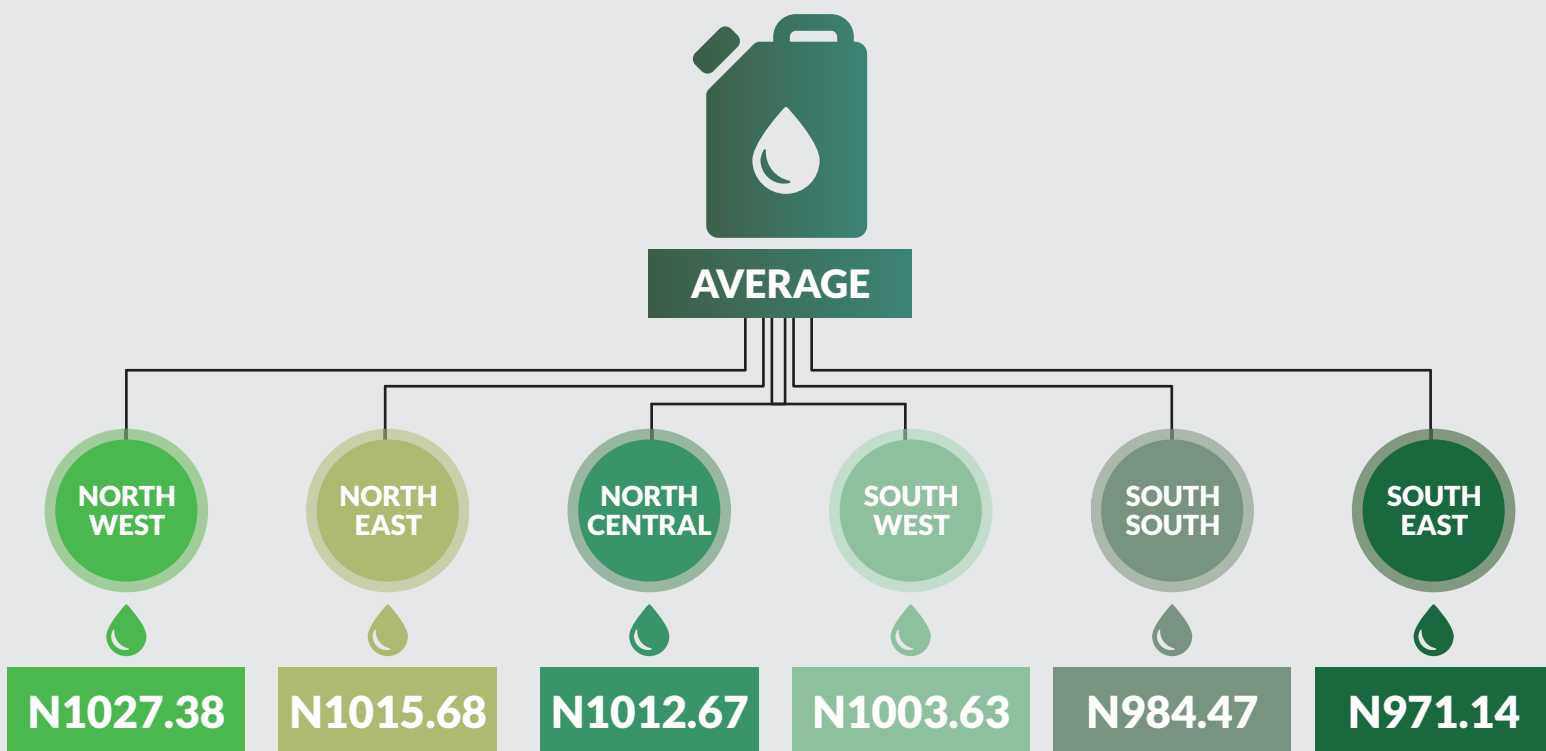 AVERAGE
NORTH
WEST
NORTH
EAST
NORTH
CENTRAL
SOUTH
WEST
SOUTH
SOUTH
SOUTH
EAST
N1027.38
N1015.68
N1012.67
N1003.63
N984.47
N971.14